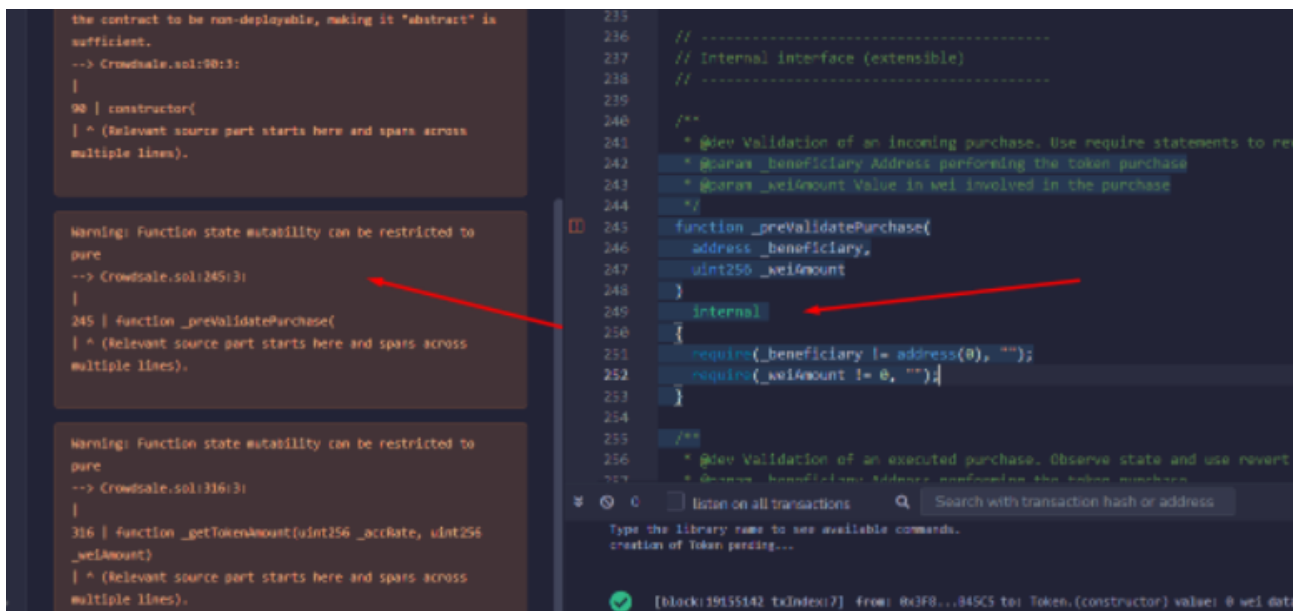 the contract to be non-deployable, making it "abstract" is
sufficient.
--> Crowdsale.sol:90:3:
|
90 | constructor(
| ^ (Relevant source part starts here and spans across
multiple lines).
Warning: Function state mutability can be restricted to
pure
--> Crowdsale.sol:245:3:
|
245 | function _preValidatePurchase(
| ^ (Relevant source part starts here and spans across
multiple lines).
Warning: Function state mutability can be restricted to
pure
--> Crowdsale.sol:316:3:
|
316 | function _getTokenAmount(uint256 _accRate, uint256
_weiAmount)
| ^ (Relevant source part starts here and spans across
multiple lines).
235
236 // -----------------------------------------
237 // Internal interface (extensible)
238 // -----------------------------------------
239
240 /**
241 * @dev Validation of an incoming purchase. Use require statements to re
242 * @param _beneficiary Address performing the token purchase
243 * @param _weiAmount Value in wei involved in the purchase
244 */
245 function _preValidatePurchase(
246 address _beneficiary,
247 uint256 _weiAmount
248 )
249 internal
250 {
251 require(_beneficiary != address(0), "");
252 require(_weiAmount != 0, "");
253 }
254
255 /**
256 * @dev Validation of an executed purchase. Observe state and use revert
257 * @param _beneficiary Address performing the token purchase
0 listen on all transactions Search with transaction hash or address
Type the library name to see available commands.
creation of Token pending...
[block:19155142 txIndex:7] from: 0x3F8...845C5 to: Token.(constructor) value: 0 wei data